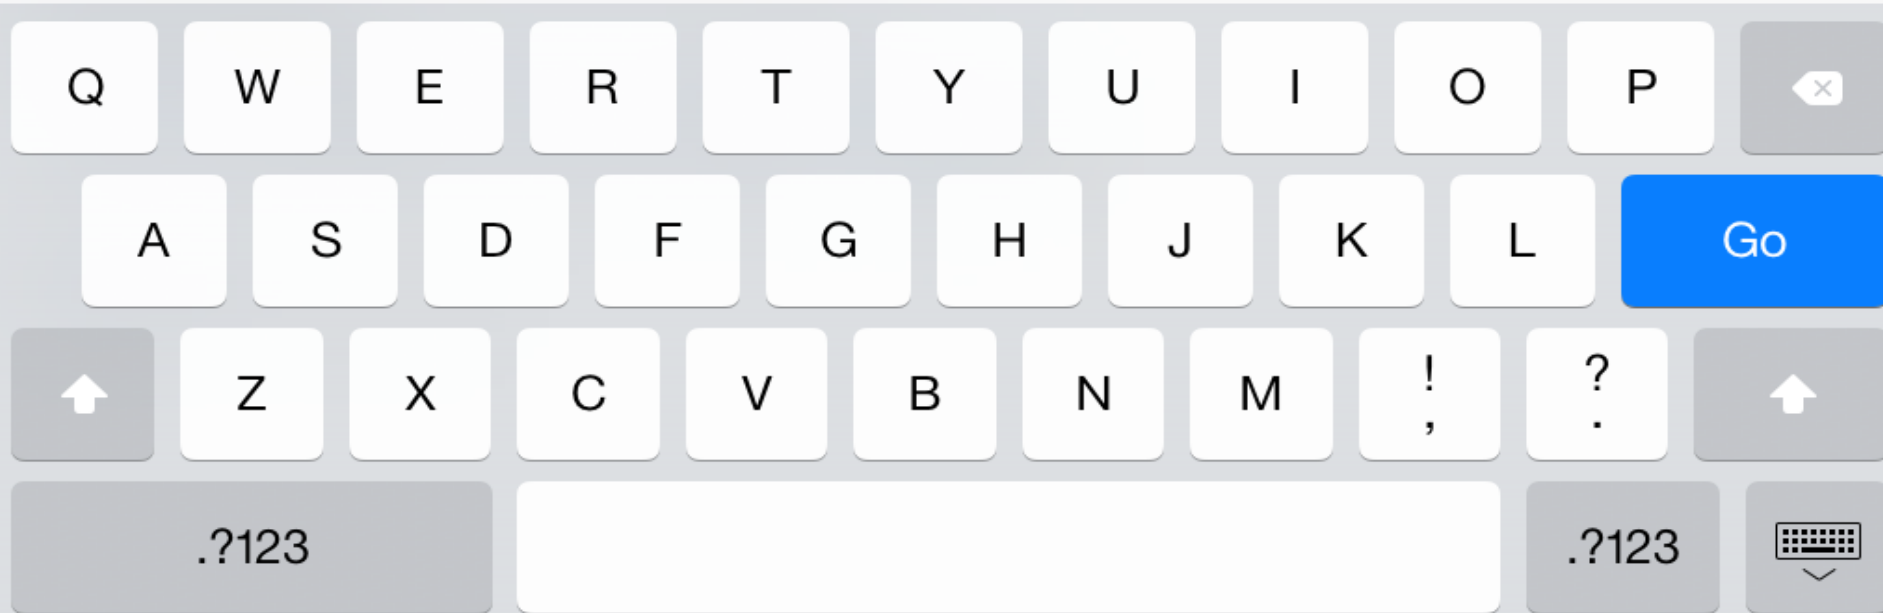 Q W E R T Y U I O P
A S D F G H J K L Go
Z X C V B N M ! , ? .
.?123 .?123